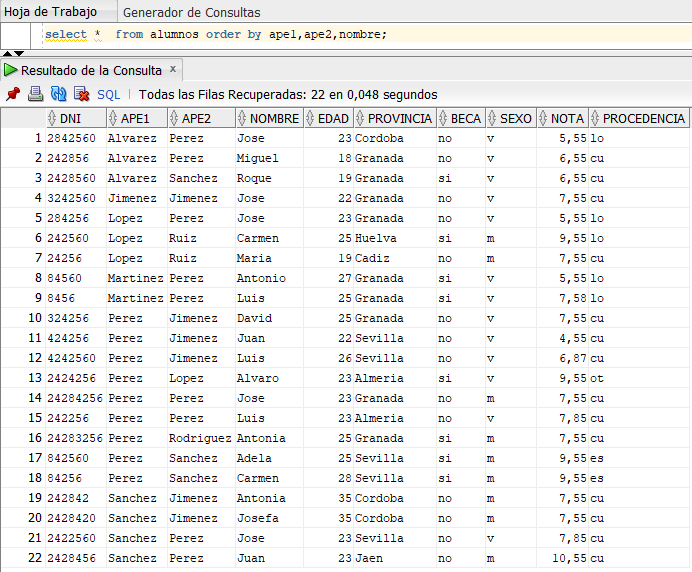 Hoja de Trabajo Generador de Consultas
select * from alumnos order by ape1,ape2,nombre;
Resultado de la Consulta x
SQL | Todas las Filas Recuperadas: 22 en 0,048 segundos
DNI APE1 APE2 NOMBRE EDAD PROVINCIA BECA SEXO NOTA PROCEDENCIA
1 2842560 Alvarez Perez Jose 23 Cordoba no v 5,55 lo
2 242856 Alvarez Perez Miguel 18 Granada no v 6,55 cu
3 2428560 Alvarez Sanchez Roque 19 Granada si v 6,55 cu
4 3242560 Jimenez Jimenez Jose 22 Granada no v 7,55 cu
5 284256 Lopez Perez Jose 23 Granada no v 5,55 lo
6 242560 Lopez Ruiz Carmen 25 Huelva si m 9,55 lo
7 24256 Lopez Ruiz Maria 19 Cadiz no m 7,55 cu
8 84560 Martinez Perez Antonio 27 Granada si v 5,55 lo
9 8456 Martinez Perez Luis 25 Granada si v 7,58 lo
10 324256 Perez Jimenez David 25 Granada no v 7,55 cu
11 424256 Perez Jimenez Juan 22 Sevilla no v 4,55 cu
12 4242560 Perez Jimenez Luis 26 Sevilla no v 6,87 cu
13 2424256 Perez Lopez Alvaro 23 Almeria si v 9,55 ot
14 24284256 Perez Perez Jose 23 Granada no m 7,55 cu
15 242256 Perez Perez Luis 23 Almeria no v 7,85 cu
16 24283256 Perez Rodriguez Antonia 25 Granada si m 7,55 cu
17 842560 Perez Sanchez Adela 25 Sevilla si m 9,55 es
18 84256 Perez Sanchez Carmen 28 Sevilla si m 9,55 es
19 242842 Sanchez Jimenez Antonia 35 Cordoba no m 7,55 cu
20 2428420 Sanchez Jimenez Josefa 35 Cordoba no m 7,55 cu
21 2422560 Sanchez Perez Jose 23 Sevilla no v 7,85 cu
22 2428456 Sanchez Perez Juan 23 Jaen no m 10,55 cu